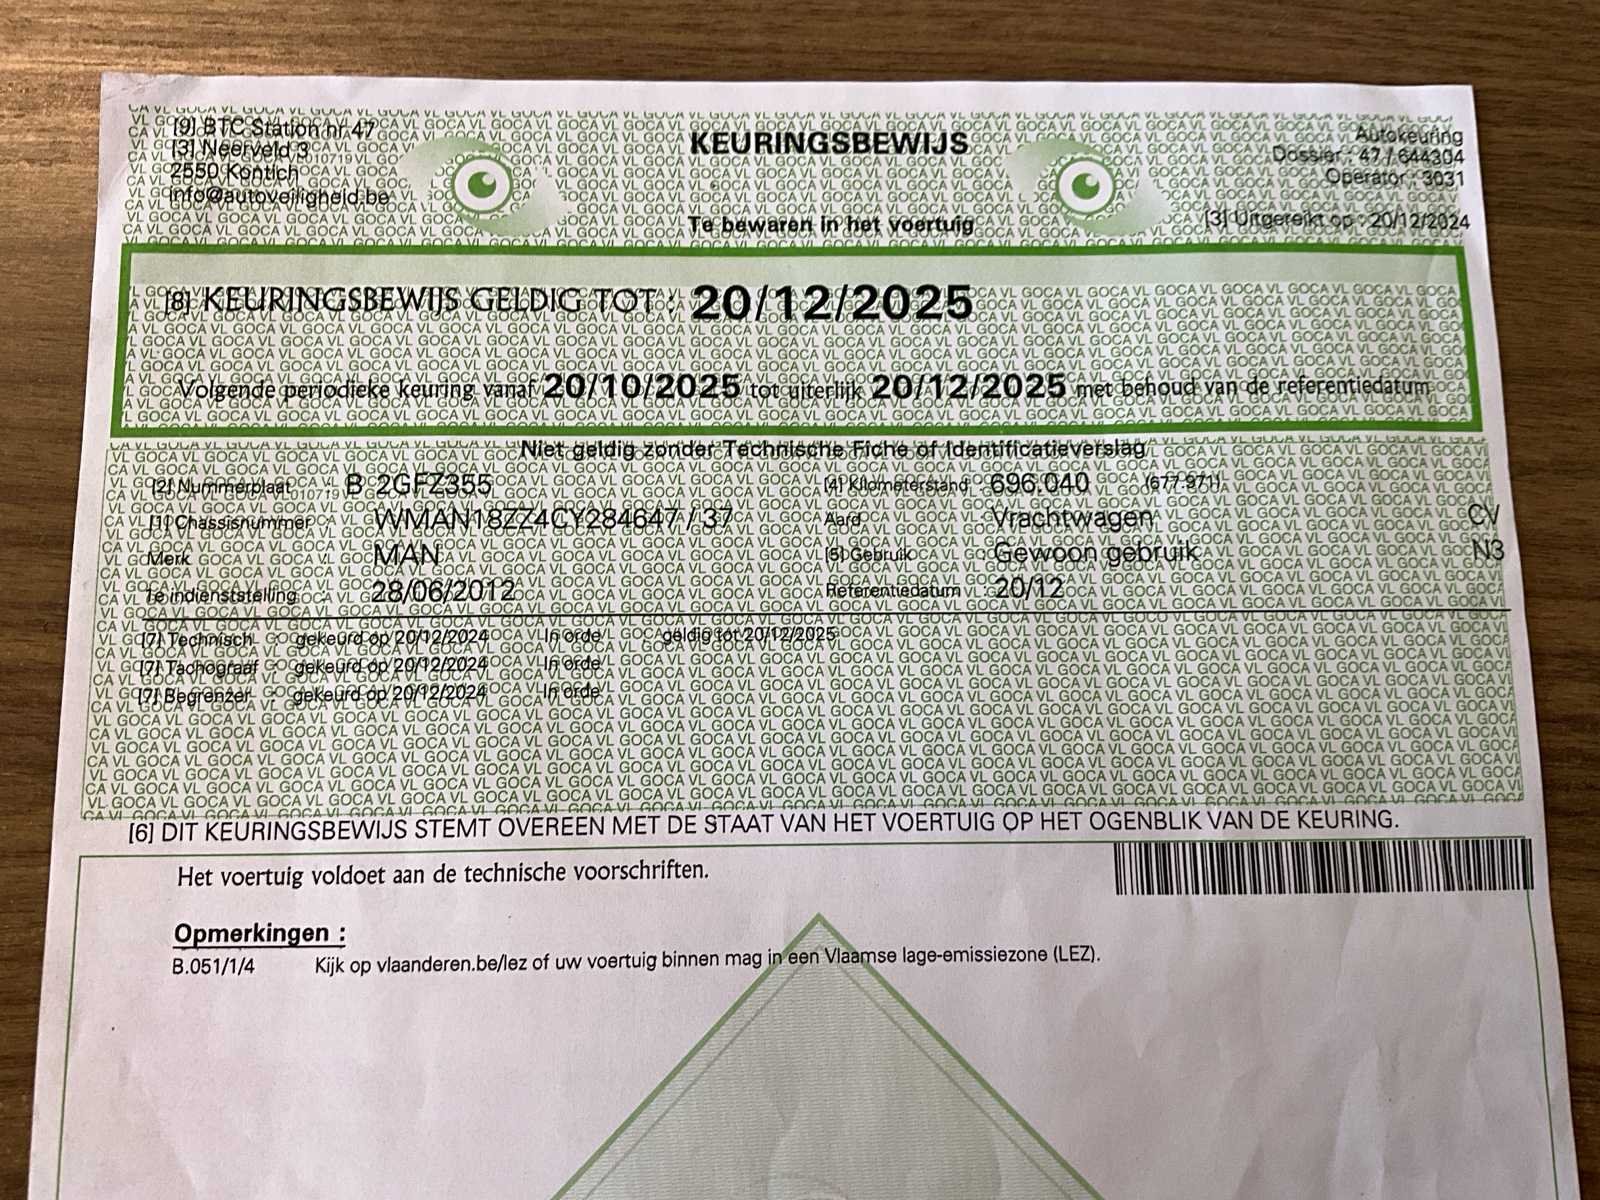 [9] BTC Station nr 47
[3] Neerveld 3
2550 Kontich
info@autoveiligheid.be
KEURINGSBEWIJS
Te bewaren in het voertuig
Autokeuring
Dossier : 47 / 644304
Operator : 3031
[3] Uitgereikt op : 20/12/2024
[8] KEURINGSBEWIJS GELDIG TOT : 20/12/2025
Volgende periodieke keuring vanaf 20/10/2025 tot uiterlijk 20/12/2025 met behoud van de referentiedatum
Niet geldig zonder Technische Fiche of Identificatieverslag
[2] Nummerplaat B 2GFZ355 [4] Kilometerstand 696.040 (677.971)
[1] Chassisnummer WMAN18ZZ4CY284647 / 37 Aard Vrachtwagen CV
Merk MAN [5] Gebruik Gewoon gebruik N3
1e indienststelling 28/06/2012 Referentiedatum 20/12
[7] Technisch : gekeurd op 20/12/2024 In orde geldig tot 20/12/2025
[7] Tachograaf : gekeurd op 20/12/2024 In orde
[7] Begrenzer : gekeurd op 20/12/2024 In orde
[6] DIT KEURINGSBEWIJS STEMT OVEREEN MET DE STAAT VAN HET VOERTUIG OP HET OGENBLIK VAN DE KEURING.
Het voertuig voldoet aan de technische voorschriften.
Opmerkingen :
B.051/1/4 Kijk op vlaanderen.be/lez of uw voertuig binnen mag in een Vlaamse lage-emissiezone (LEZ).